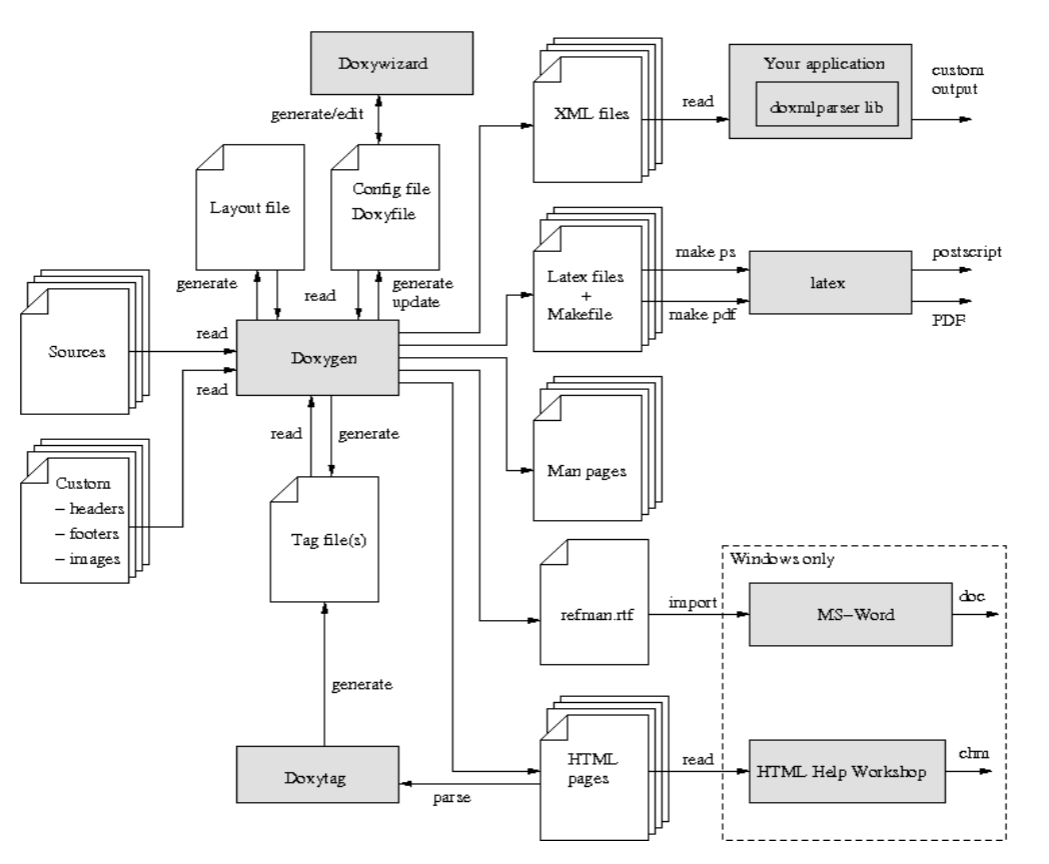 Doxywizard
generate/edit
Layout file
Config file
Doxyfile
generate
read
generate
update
Sources
read
Doxygen
read
Custom
– headers
– footers
– images
read
generate
Tag file(s)
generate
Doxytag
parse
XML files
read
Your application
doxmlparser lib
custom
output
Latex files
+
Makefile
make ps
make pdf
latex
postscript
PDF
Man pages
refman.rtf
import
Windows only
MS–Word
doc
HTML
pages
read
HTML Help Workshop
chm